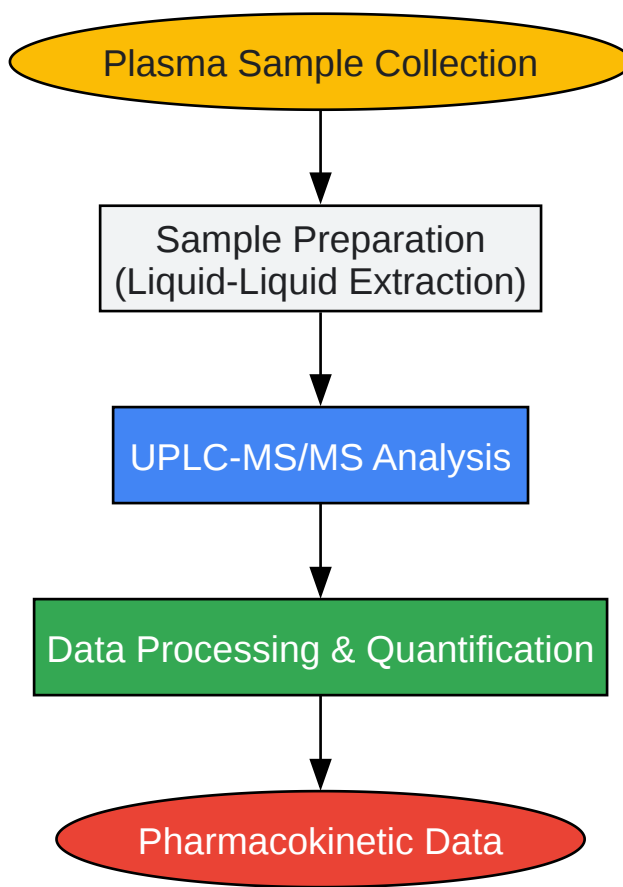 Plasma Sample Collection
Sample Preparation
(Liquid-Liquid Extraction)
UPLC-MS/MS Analysis
Data Processing & Quantification
Pharmacokinetic Data